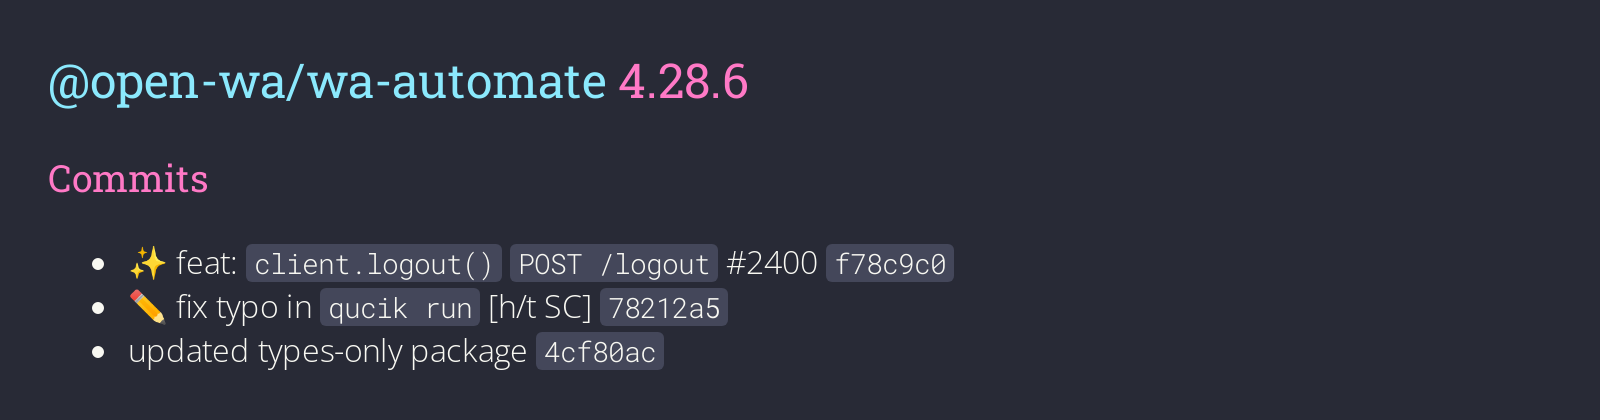 @open-wa/wa-automate 4.28.6
Commits
• ✨ feat: client.logout() POST /logout #2400 f78c9c0
• ✏️ fix typo in qucik run [h/t SC] 78212a5
• updated types-only package 4cf80ac